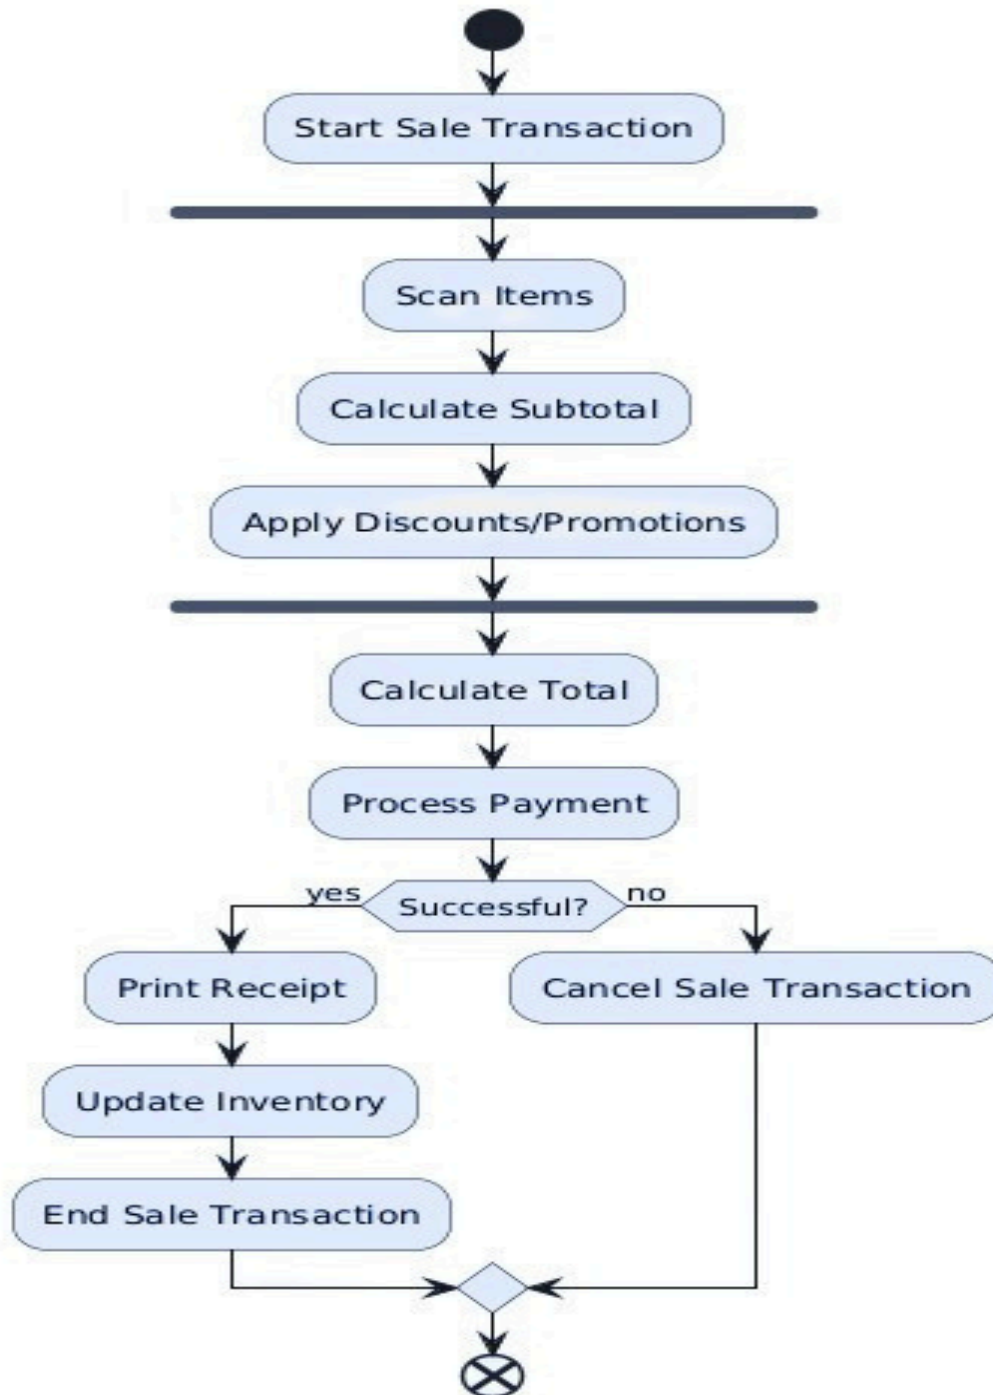 Start Sale Transaction
Scan Items
Calculate Subtotal
Apply Discounts/Promotions
Calculate Total
Process Payment
yes
Successful?
no
Print Receipt
Cancel Sale Transaction
Update Inventory
End Sale Transaction